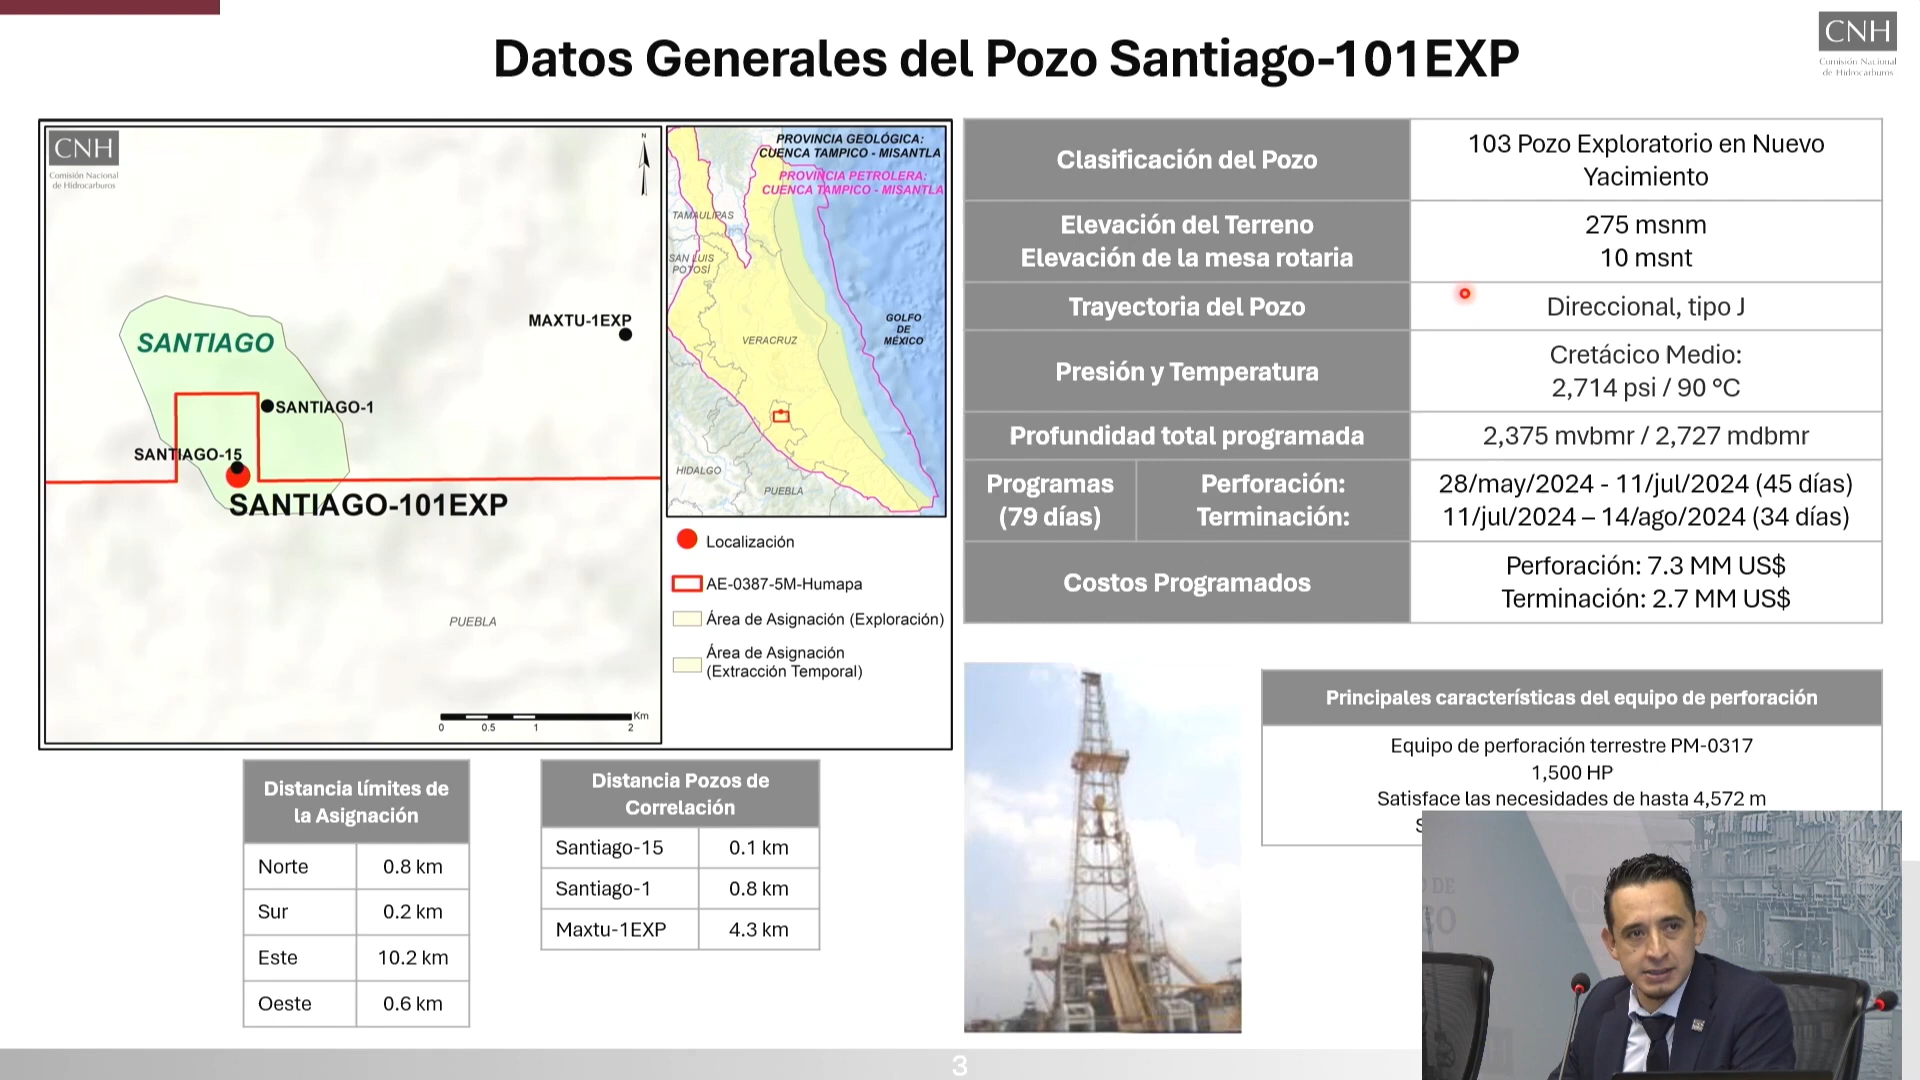 Datos Generales del Pozo Santiago-101EXP
CNH
Comisión Nacional
de Hidrocarburos
CNH
Comisión Nacional
de Hidrocarburos
N
SANTIAGO
MAXTU-1EXP
SANTIAGO-1
SANTIAGO-15
SANTIAGO-101EXP
PUEBLA
Km
0 0.5 1 2
PROVINCIA GEOLÓGICA:
CUENCA TAMPICO - MISANTLA
PROVINCIA PETROLERA:
CUENCA TAMPICO - MISANTLA
TAMAULIPAS
SAN LUIS
POTOSÍ
VERACRUZ
GOLFO
DE
MÉXICO
HIDALGO
PUEBLA
Localización
AE-0387-5M-Humapa
Área de Asignación (Exploración)
Área de Asignación
(Extracción Temporal)
Clasificación del Pozo
103 Pozo Exploratorio en Nuevo
Yacimiento
Elevación del Terreno
Elevación de la mesa rotaria
275 msnm
10 msnt
Trayectoria del Pozo
Direccional, tipo J
Presión y Temperatura
Cretácico Medio:
2,714 psi / 90 °C
Profundidad total programada
2,375 mvbmr / 2,727 mdbmr
Programas
(79 días)
Perforación:
Terminación:
28/may/2024 - 11/jul/2024 (45 días)
11/jul/2024 – 14/ago/2024 (34 días)
Costos Programados
Perforación: 7.3 MM US$
Terminación: 2.7 MM US$
Distancia límites de
la Asignación
Norte 0.8 km
Sur 0.2 km
Este 10.2 km
Oeste 0.6 km
Distancia Pozos de
Correlación
Santiago-15 0.1 km
Santiago-1 0.8 km
Maxtu-1EXP 4.3 km
Principales características del equipo de perforación
Equipo de perforación terrestre PM-0317
1,500 HP
Satisface las necesidades de hasta 4,572 m
3